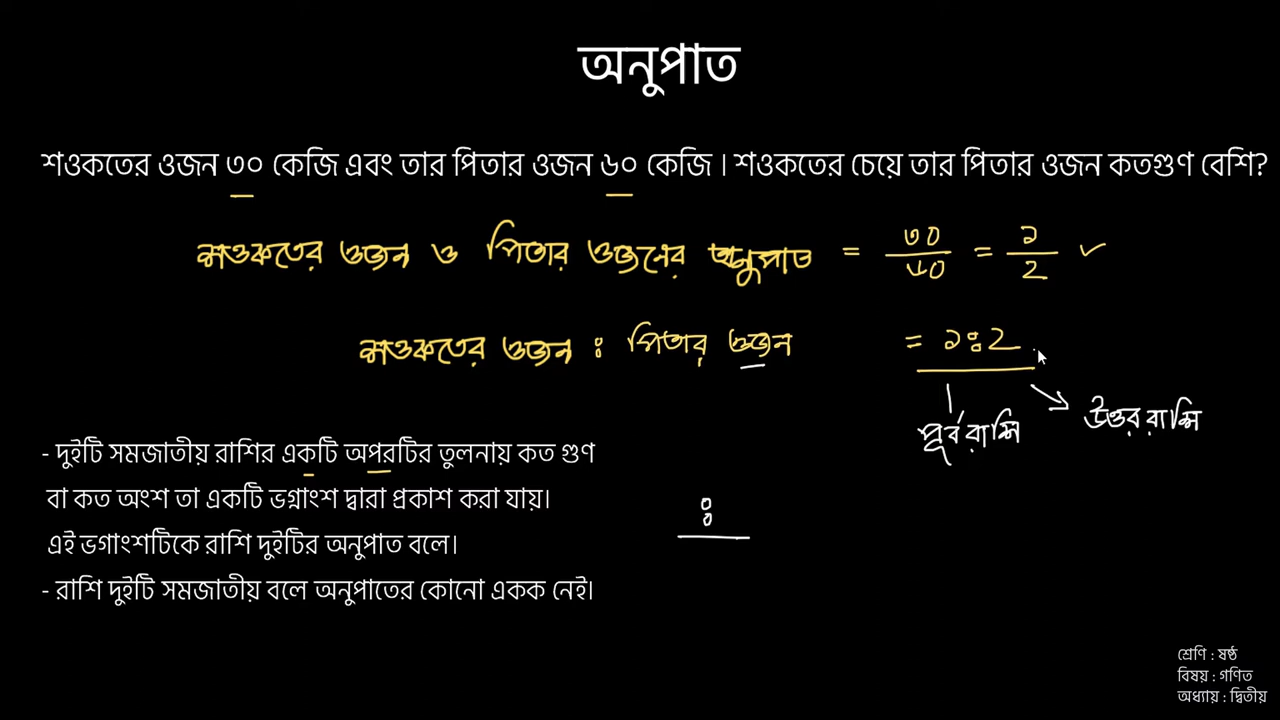 অনুপাত
শওকতের ওজন ৩০ কেজি এবং তার পিতার ওজন ৬০ কেজি। শওকতের চেয়ে তার পিতার ওজন কতগুণ বেশি?
শওকতের ওজন ও পিতার ওজনের অনুপাত = ৩০/৬০ = ১/২ ✓
শওকতের ওজন : পিতার ওজন = ১:২
পূর্ব রাশি উত্তর রাশি
- দুইটি সমজাতীয় রাশির একটি অপরটির তুলনায় কত গুণ
বা কত অংশ তা একটি ভগ্নাংশ দ্বারা প্রকাশ করা যায়।
:
এই ভগাংশটিকে রাশি দুইটির অনুপাত বলে।
- রাশি দুইটি সমজাতীয় বলে অনুপাতের কোনো একক নেই।
শ্রেণি : ষষ্ঠ
বিষয় : গণিত
অধ্যায় : দ্বিতীয়